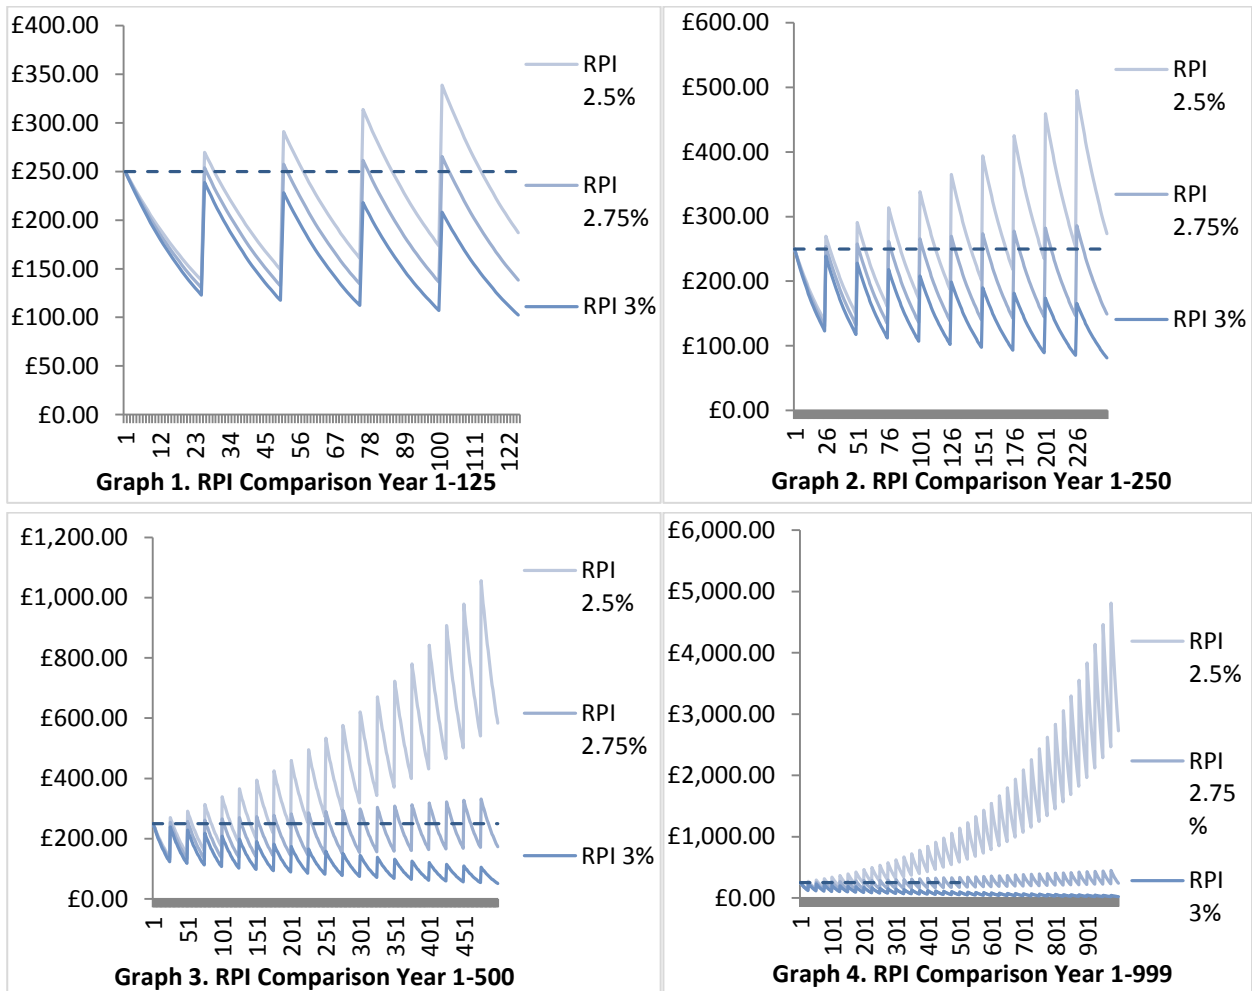 £400.00
£350.00
£300.00
£250.00
£200.00
£150.00
£100.00
£50.00
£0.00
1 12 23 34 45 56 67 78 89 100 111 122
RPI
2.5%
RPI
2.75%
RPI 3%
Graph 1. RPI Comparison Year 1-125
£600.00
£500.00
£400.00
£300.00
£200.00
£100.00
£0.00
1 26 51 76 101 126 151 176 201 226
RPI
2.5%
RPI
2.75%
RPI 3%
Graph 2. RPI Comparison Year 1-250
£1,200.00
£1,000.00
£800.00
£600.00
£400.00
£200.00
£0.00
1 51 101 151 201 251 301 351 401 451
RPI
2.5%
RPI
2.75%
RPI 3%
Graph 3. RPI Comparison Year 1-500
£6,000.00
£5,000.00
£4,000.00
£3,000.00
£2,000.00
£1,000.00
£0.00
1 101 201 301 401 501 601 701 801 901
RPI
2.5%
RPI
2.75
%
RPI
3%
Graph 4. RPI Comparison Year 1-999